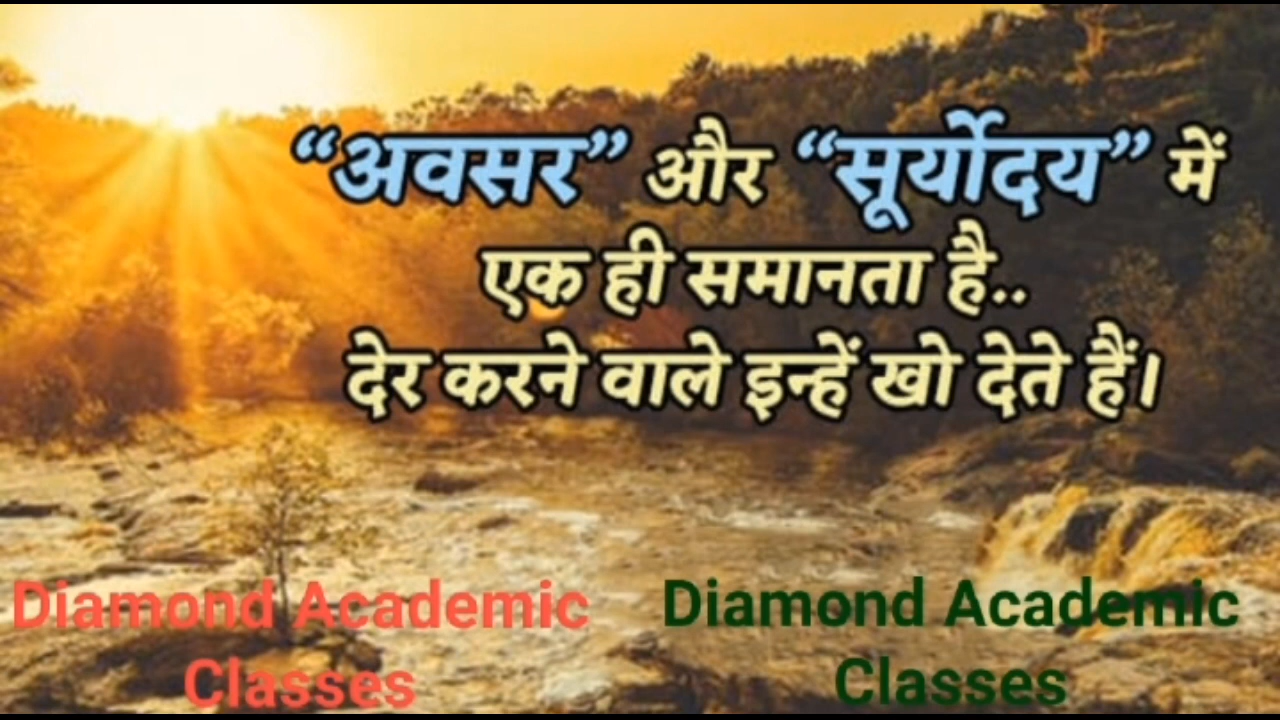 “अवसर” और “सूर्योदय” में
एक ही समानता है..
देर करने वाले इन्हें खो देते हैं।
Diamond Academic
Classes
Diamond Academic
Classes